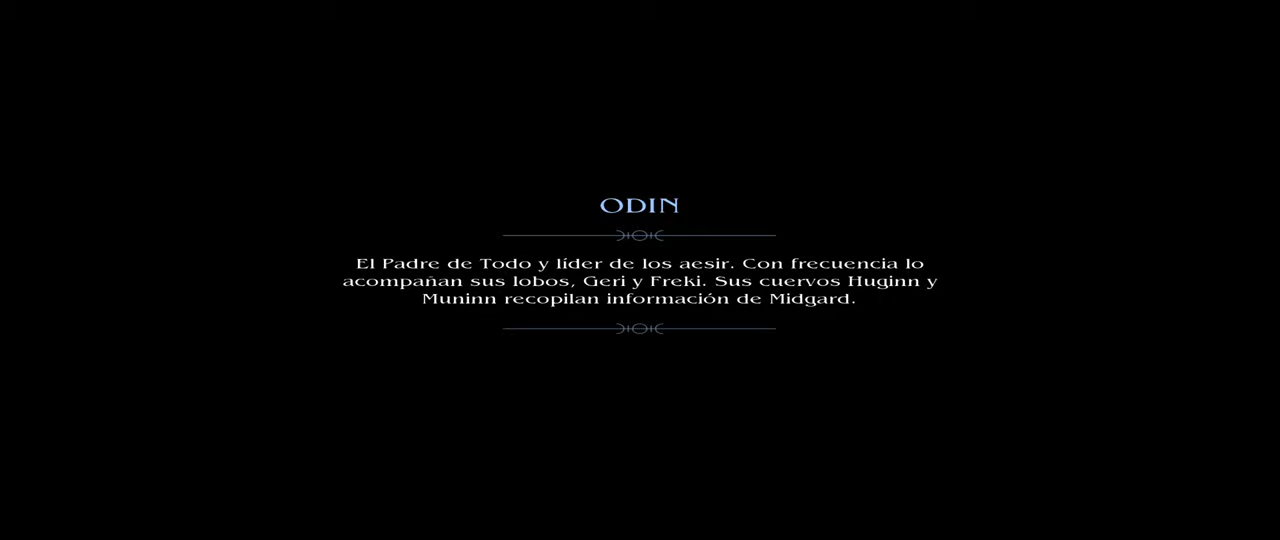 ODIN
El Padre de Todo y líder de los aesir. Con frecuencia lo
acompañan sus lobos, Geri y Freki. Sus cuervos Huginn y
Muninn recopilan información de Midgard.